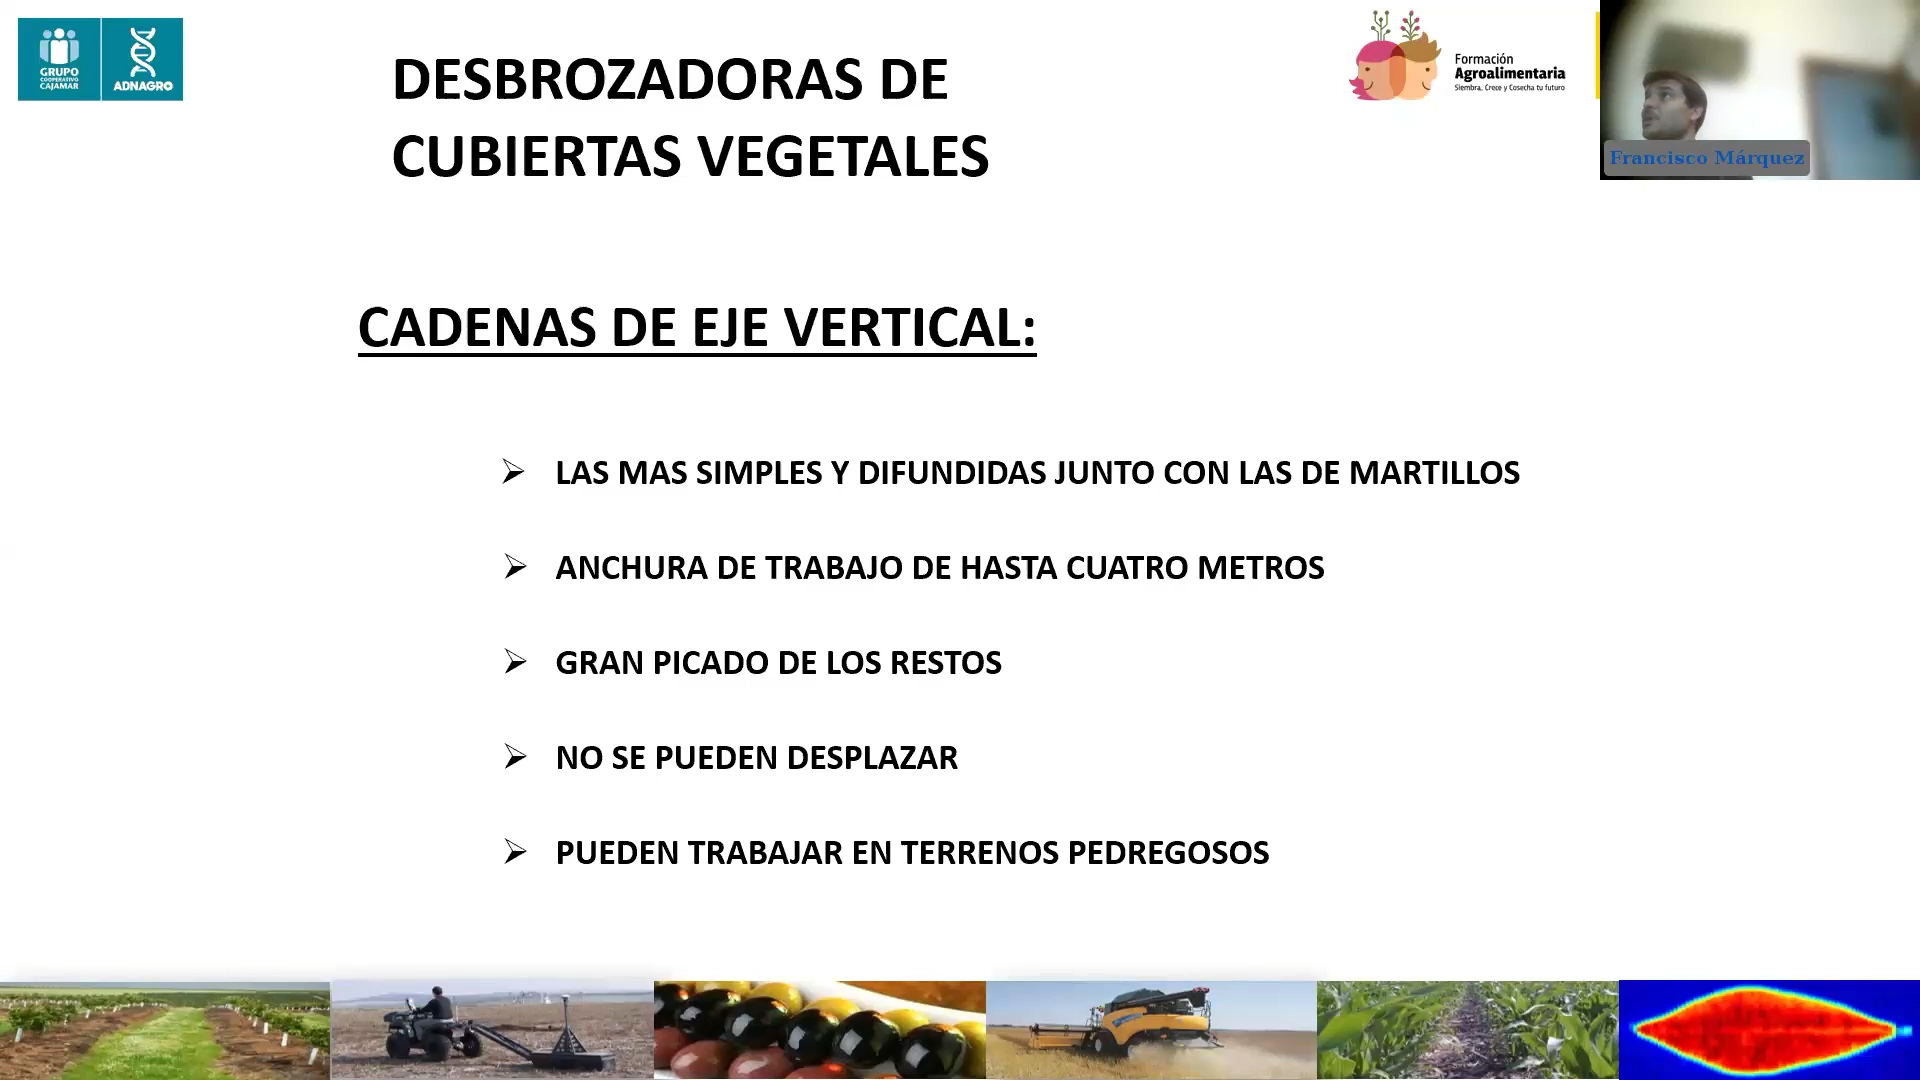 GRUPO
COOPERATIVO
CAJAMAR
ADNAGRO
DESBROZADORAS DE
CUBIERTAS VEGETALES
Formación
Agroalimentaria
Siembra, Crece y Cosecha tu futuro
Francisco Márquez
CADENAS DE EJE VERTICAL:
LAS MAS SIMPLES Y DIFUNDIDAS JUNTO CON LAS DE MARTILLOS
ANCHURA DE TRABAJO DE HASTA CUATRO METROS
GRAN PICADO DE LOS RESTOS
NO SE PUEDEN DESPLAZAR
PUEDEN TRABAJAR EN TERRENOS PEDREGOSOS